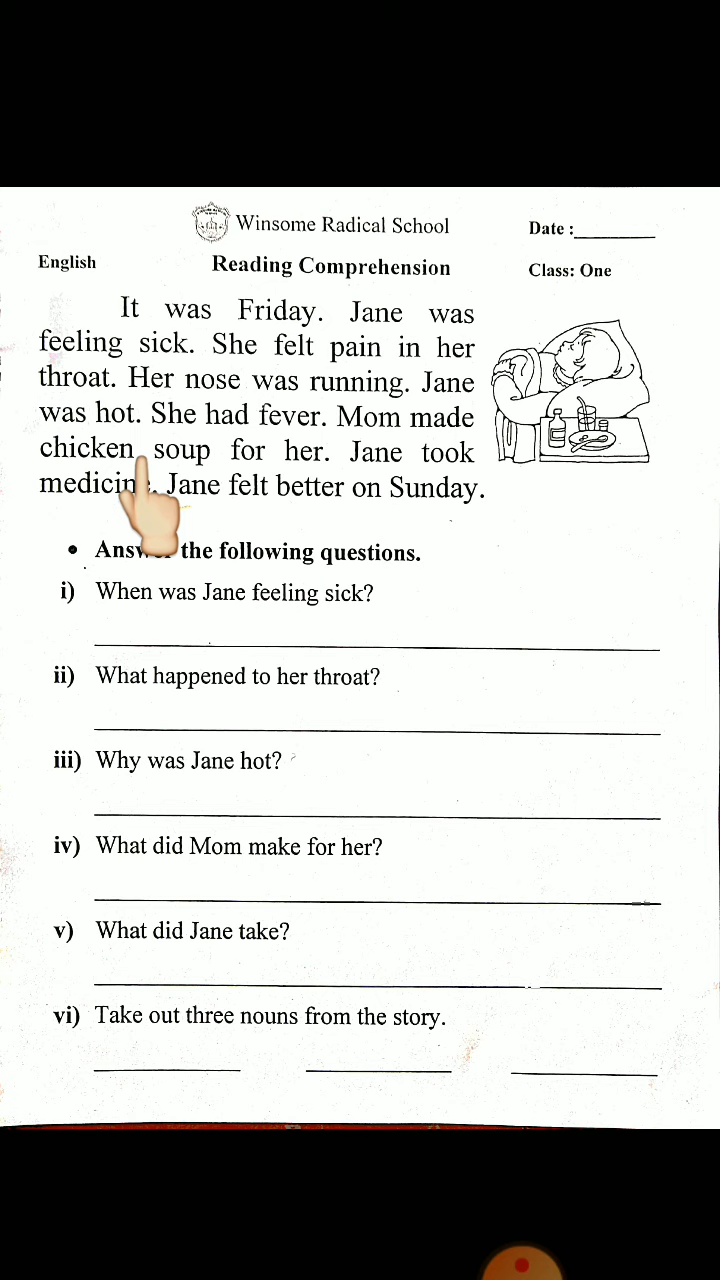 Winsome Radical School
Date :_________
English
Reading Comprehension
Class: One
It was Friday. Jane was
feeling sick. She felt pain in her
throat. Her nose was running. Jane
was hot. She had fever. Mom made
chicken soup for her. Jane took
medicine. Jane felt better on Sunday.
• Answer the following questions.
i) When was Jane feeling sick?
ii) What happened to her throat?
iii) Why was Jane hot?
iv) What did Mom make for her?
v) What did Jane take?
vi) Take out three nouns from the story.